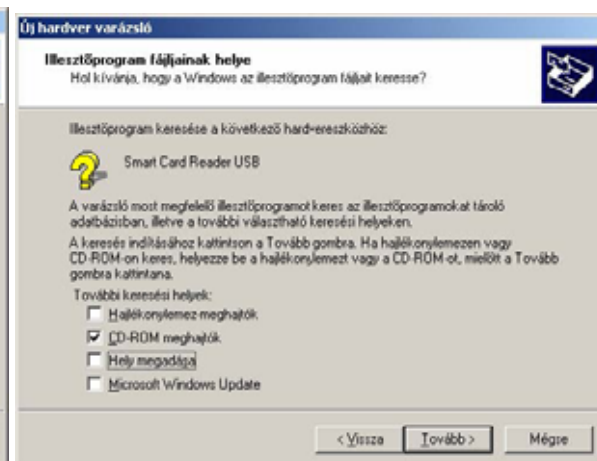 Új hardver varázsló
Illesztőprogram fájljainak helye
Hol kívánja, hogy a Windows az illesztőprogram fájljait keresse?
Illesztőprogram keresése a következő hardvereszközhöz:
Smart Card Reader USB
A varázsló most megfelelő illesztőprogramot keres az illesztőprogramokat tároló
adatbázisban, illetve a további választható keresési helyeken.
A keresés indításához kattintson a Tovább gombra. Ha hajlékonylemezen vagy
CD-ROM-on keres, helyezze be a hajlékonylemezt vagy a CD-ROM-ot, mielőtt a Tovább
gombra kattintana.
További keresési helyek:
Hajlékonylemez meghajtók
CD-ROM meghajtók
Hely megadása
Microsoft Windows Update
< Vissza
Tovább >
Mégse